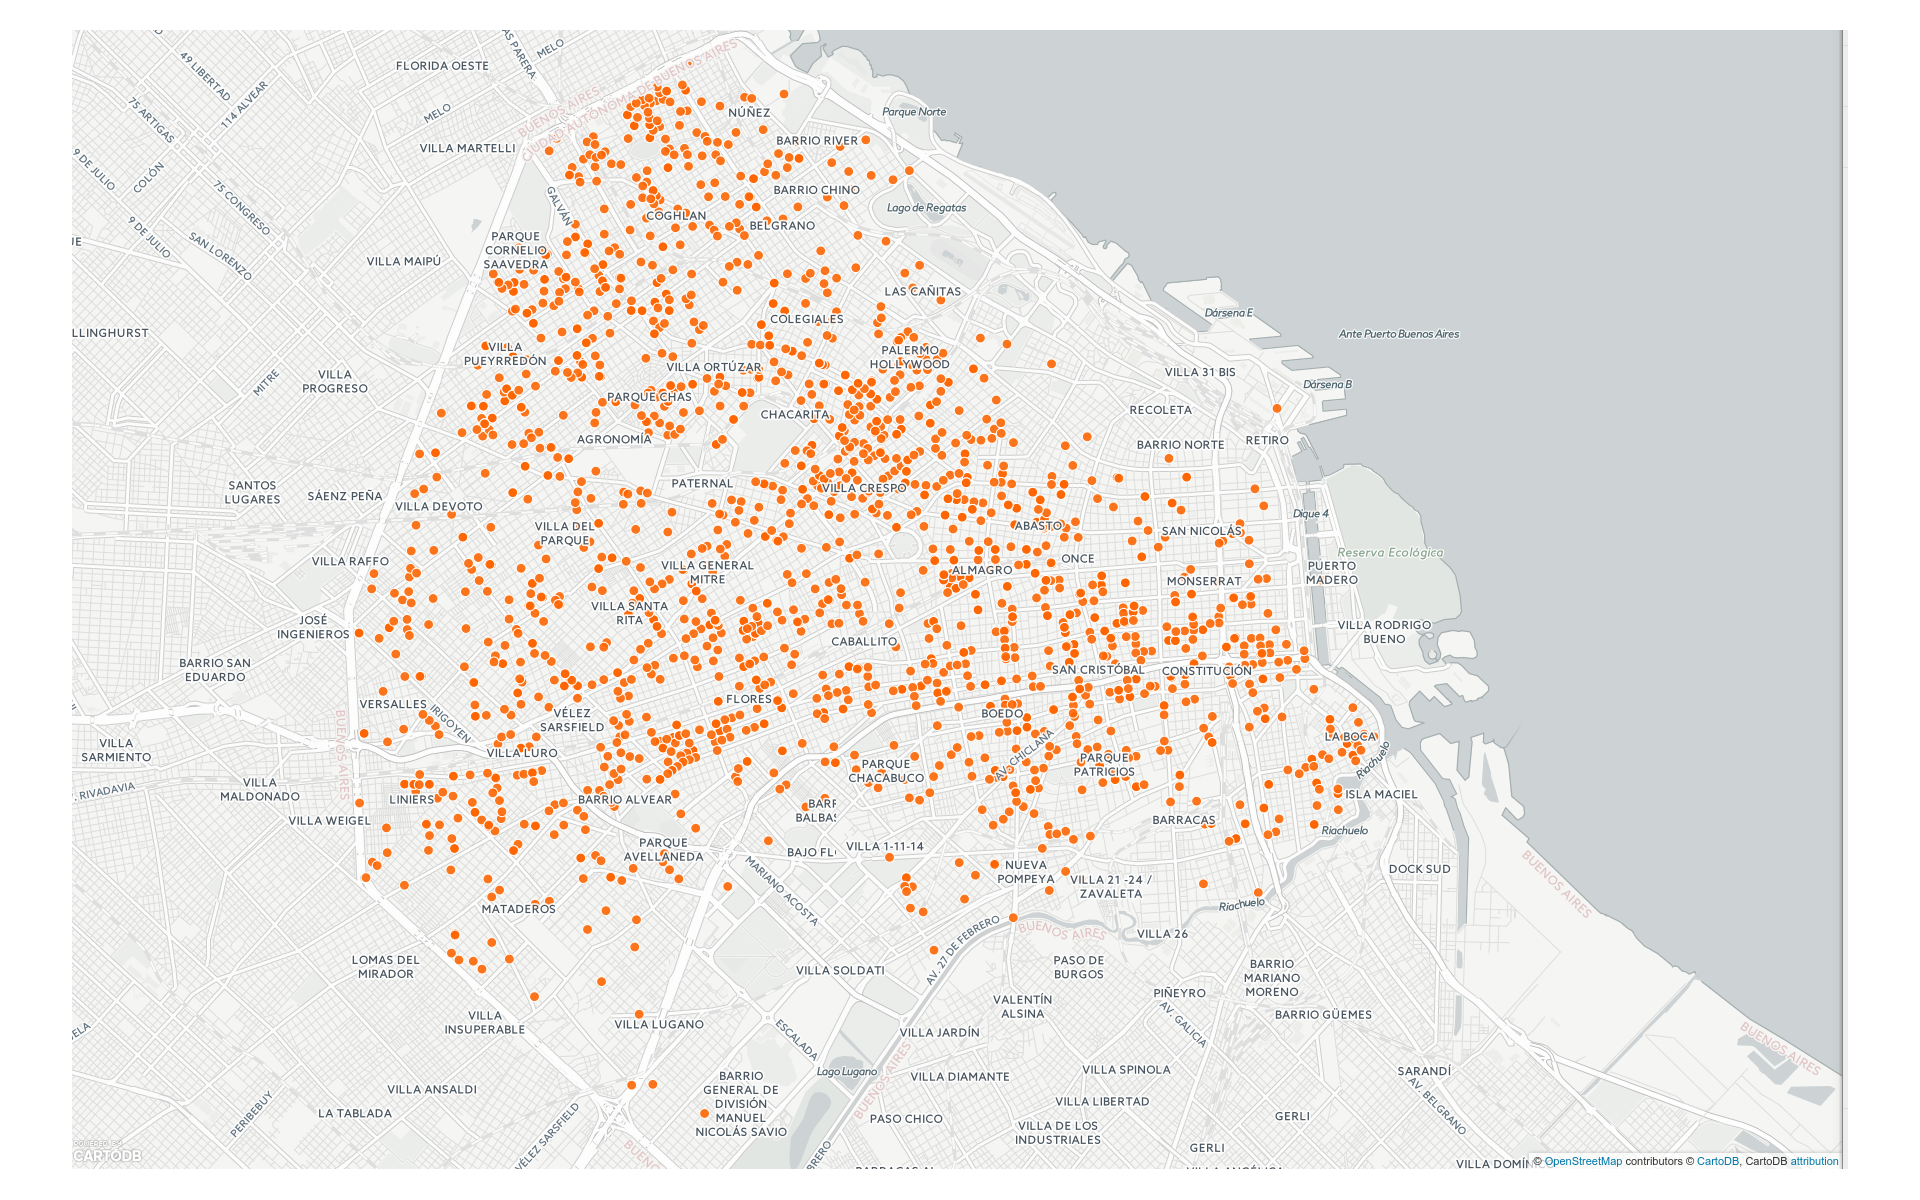 FLORIDA OESTE
MELO
AS PARERA
49 LIBERTAD
114 ALVEAR
75 ARTIGAS
MELO
BUENOS AIRES
CIUDAD AUTÓNOMA DE BUENOS AIRES
NÚÑEZ
Parque Norte
BARRIO RIVER
VILLA MARTELLI
9 DE JULIO
COLÓN
75 CONGRESO
GALVÁN
BARRIO CHINO
Lago de Regatas
COGHLAN
BELGRANO
9 DE JULIO
SAN LORENZO
PARQUE
CORNELIO
SAAVEDRA
VILLA MAIPÚ
LAS CAÑITAS
Dársena E
COLEGIALES
Ante Puerto Buenos Aires
LLINGHURST
VILLA
PUEYRREDÓN
PALERMO
HOLLYWOOD
VILLA ORTÚZAR
VILLA 31 BIS
MITRE
VILLA
PROGRESO
Dársena B
PARQUE CHAS
CHACARITA
RECOLETA
AGRONOMÍA
BARRIO NORTE
RETIRO
SANTOS
LUGARES
SÁENZ PEÑA
PATERNAL
VILLA CRESPO
VILLA DEVOTO
Dique 4
VILLA DEL
PARQUE
ABASTO
SAN NICOLÁS
VILLA RAFFO
VILLA GENERAL
MITRE
ALMAGRO
ONCE
Reserva Ecológica
PUERTO
MADERO
MONSERRAT
VILLA SANTA
RITA
JOSÉ
INGENIEROS
CABALLITO
VILLA RODRIGO
BUENO
BARRIO SAN
EDUARDO
SAN CRISTÓBAL
CONSTITUCIÓN
VERSALLES
IRIGOYEN
FLORES
BOEDO
VÉLEZ
SARSFIELD
BUENOS AIRES
VILLA
SARMIENTO
VILLA LURO
AV. CHICLANA
LA BOCA
Riachuelo
PARQUE
CHACABUCO
PARQUE
PATRICIOS
RIVADAVIA
VILLA
MALDONADO
LINIERS
BARRIO ALVEAR
BARR
BALBAS
ISLA MACIEL
VILLA WEIGEL
BARRACAS
Riachuelo
PARQUE
AVELLANEDA
BAJO FL
VILLA 1-11-14
NUEVA
POMPEYA
VILLA 21 -24 /
ZAVALETA
DOCK SUD
BUENOS AIRES
MARIANO ACOSTA
MATADEROS
Riachuelo
AV. 27 DE FEBRERO
BUENOS AIRES
VILLA 26
LOMAS DEL
MIRADOR
VILLA SOLDATI
PASO DE
BURGOS
BARRIO
MARIANO
MORENO
PIÑEYRO
VALENTÍN
ALSINA
VILLA
INSUPERABLE
VILLA LUGANO
ESCALADA
VILLA JARDÍN
AV. GALICIA
BARRIO GÜEMES
BUENOS AIRES
Lago Lugano
BUENOS AIRES
VILLA DIAMANTE
VILLA SPINOLA
SARANDÍ
VILLA ANSALDI
BARRIO
GENERAL DE
DIVISIÓN
MANUEL
NICOLÁS SAVIO
VILLA LIBERTAD
AV. BELGRANO
LA TABLADA
PERIBEBUY
PASO CHICO
VILLA DE LOS
INDUSTRIALES
GERLI
VÉLEZ SARSFIELD
GERLI
POWERED BY
CARTODB
VILLA DOMÍN
© OpenStreetMap contributors © CartoDB, CartoDB attribution